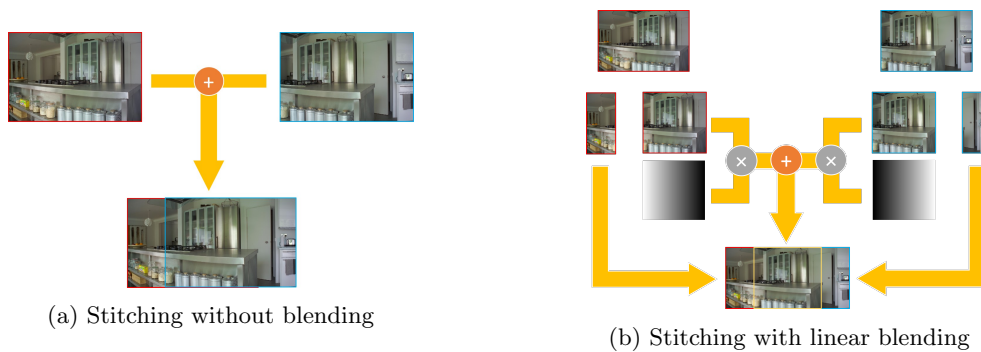 +
×
+
×
(a) Stitching without blending
(b) Stitching with linear blending